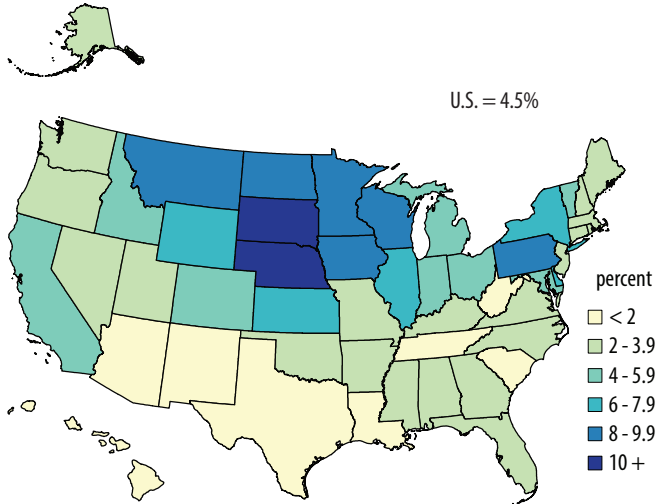 U.S. = 4.5%
percent
< 2
2 - 3.9
4 - 5.9
6 - 7.9
8 - 9.9
10 +